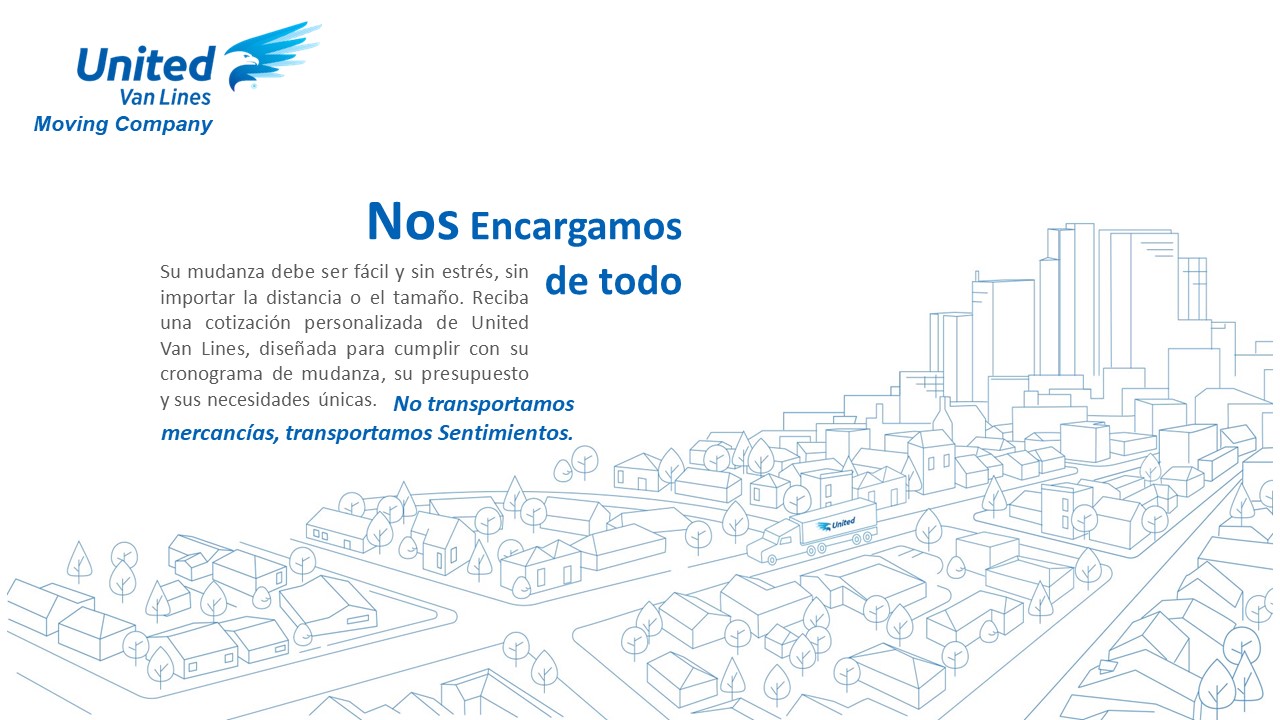 United
Van Lines
Moving Company
Nos Encargamos
de todo
Su mudanza debe ser fácil y sin estrés, sin
importar la distancia o el tamaño. Reciba
una cotización personalizada de United
Van Lines, diseñada para cumplir con su
cronograma de mudanza, su presupuesto
y sus necesidades únicas. No transportamos
mercancías, transportamos Sentimientos.
United